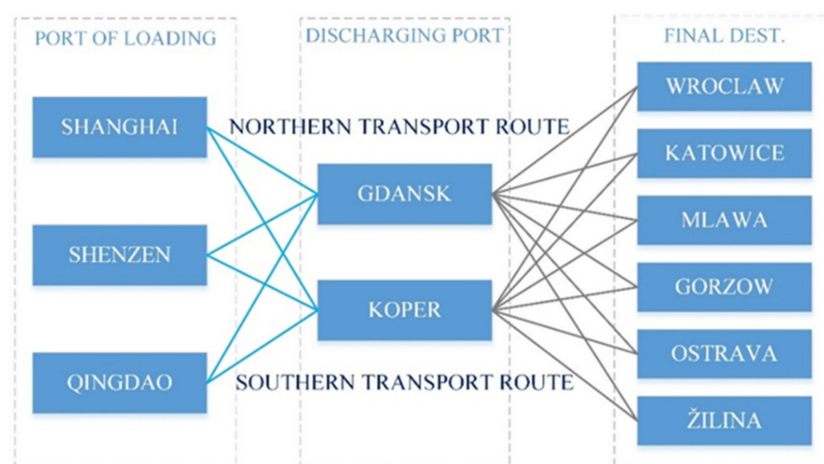 PORT OF LOADING
DISCHARGING PORT
FINAL DEST.
SHANGHAI
SHENZEN
QINGDAO
NORTHERN TRANSPORT ROUTE
GDANSK
KOPER
SOUTHERN TRANSPORT ROUTE
WROCLAW
KATOWICE
MLAWA
GORZOW
OSTRAVA
ŽILINA